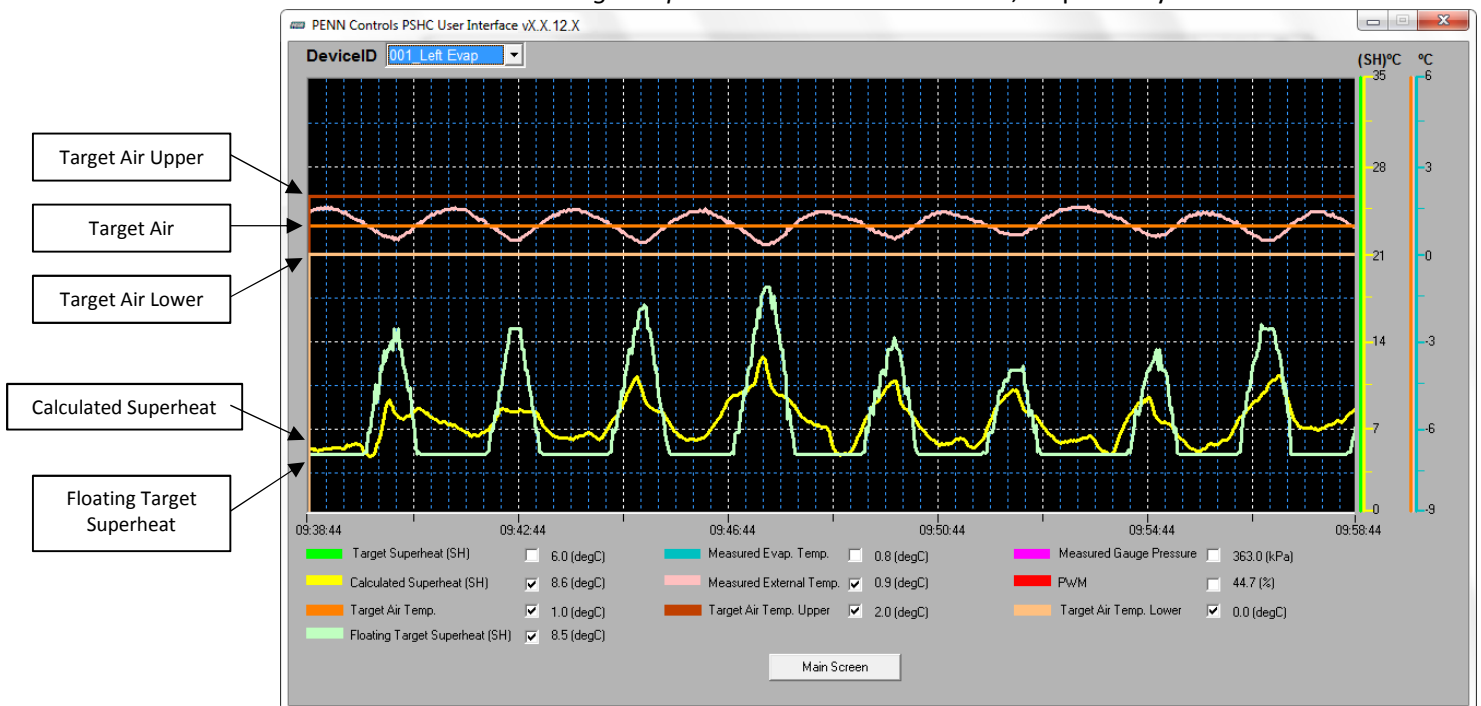 PENN Controls PSHC User Interface vX.X.12.X
DeviceID 001_Left Evap
(SH)ºC ºC
35 6
Target Air Upper
28 3
Target Air
21 0
Target Air Lower
14 -3
Calculated Superheat
7 -6
Floating Target
Superheat
0 -9
09:38:44 09:42:44 09:46:44 09:50:44 09:54:44 09:58:44
Target Superheat (SH) 6.0 (degC) Measured Evap. Temp. 0.8 (degC) Measured Gauge Pressure 363.0 (kPa)
Calculated Superheat (SH) 8.6 (degC) Measured External Temp. 0.9 (degC) PWM 44.7 (%)
Target Air Temp. 1.0 (degC) Target Air Temp. Upper 2.0 (degC) Target Air Temp. Lower 0.0 (degC)
Floating Target Superheat (SH) 8.5 (degC)
Main Screen